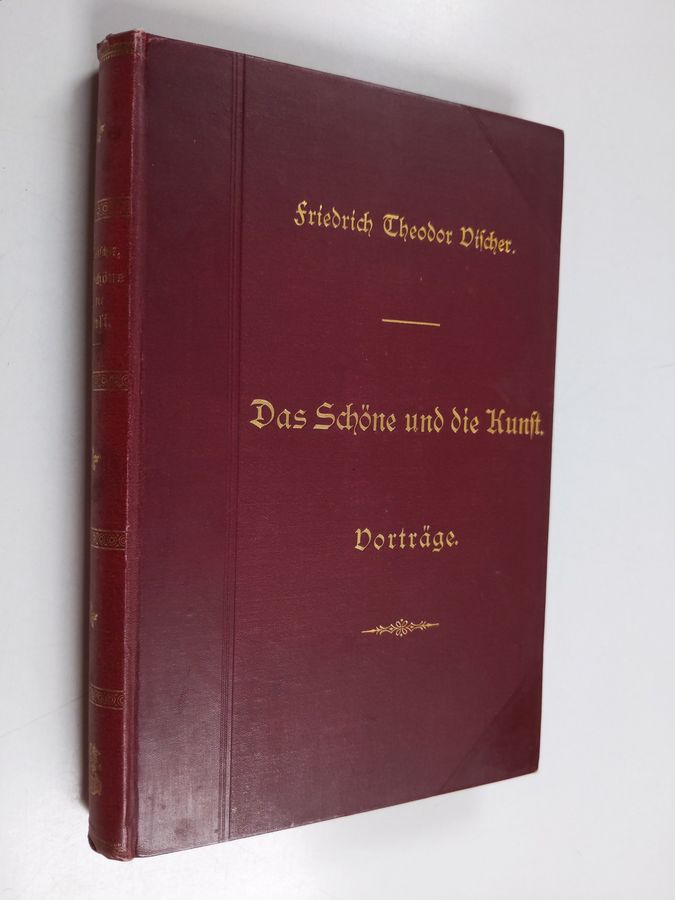 Friedrich Theodor Vischer.
Das Schöne und die Kunst.
Vorträge.